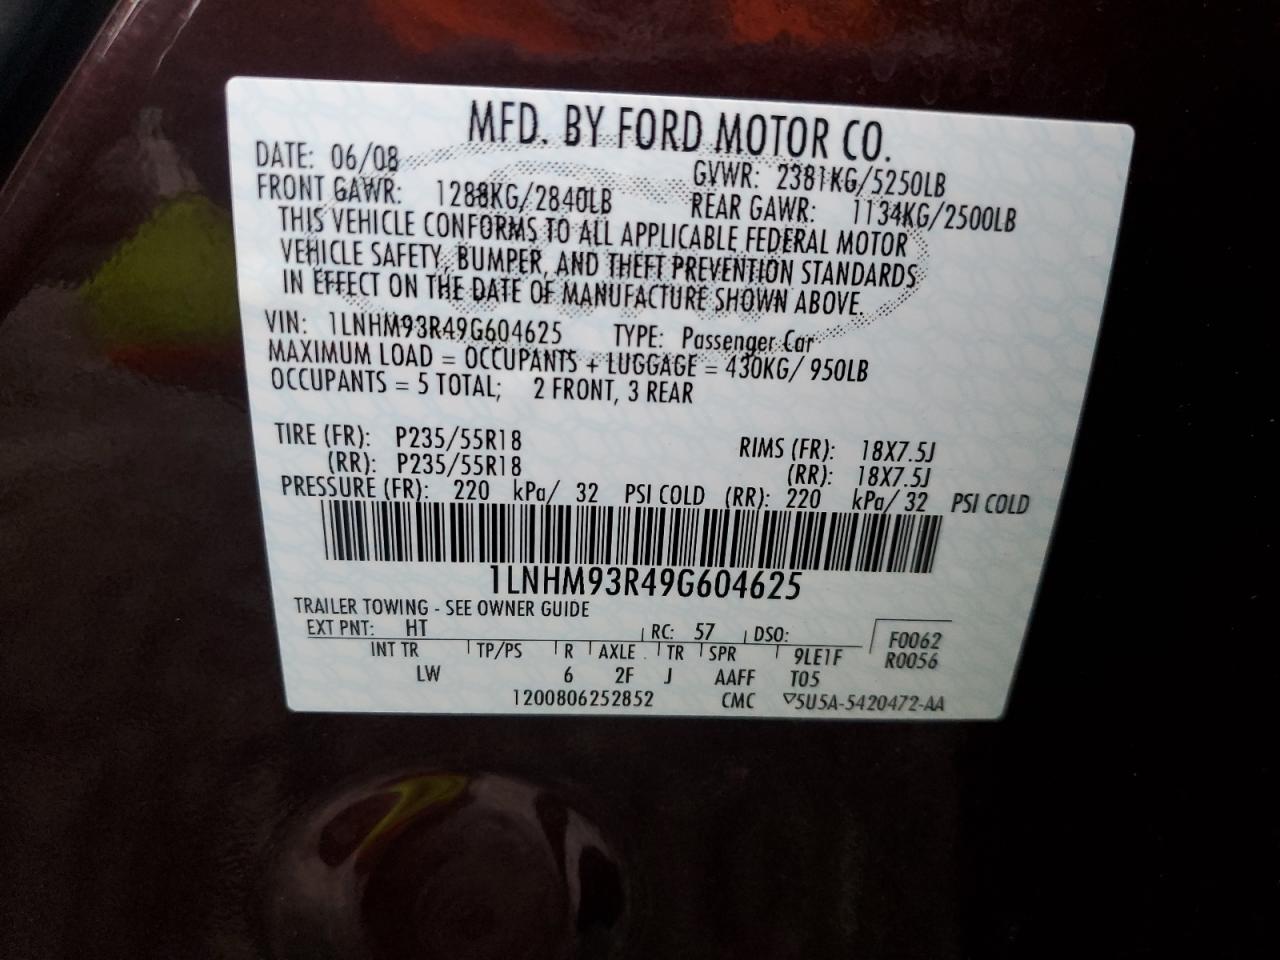 MFD. BY FORD MOTOR CO.
DATE: 06/08 GVWR: 2381KG/5250LB
FRONT GAWR: 1288KG/2840LB REAR GAWR: 1134KG/2500LB
THIS VEHICLE CONFORMS TO ALL APPLICABLE FEDERAL MOTOR
VEHICLE SAFETY, BUMPER, AND THEFT PREVENTION STANDARDS
IN EFFECT ON THE DATE OF MANUFACTURE SHOWN ABOVE.
VIN: 1LNHM93R49G604625 TYPE: Passenger Car
MAXIMUM LOAD = OCCUPANTS + LUGGAGE = 430KG/ 950LB
OCCUPANTS = 5 TOTAL; 2 FRONT, 3 REAR
TIRE (FR): P235/55R18 RIMS (FR): 18X7.5J
(RR): P235/55R18 (RR): 18X7.5J
PRESSURE (FR): 220 kPa/ 32 PSI COLD (RR): 220 kPa/ 32 PSI COLD
1LNHM93R49G604625
TRAILER TOWING - SEE OWNER GUIDE
EXT PNT: HT RC: 57 DSO: F0062
INT TR TP/PS R AXLE TR SPR 9LE1F R0056
LW 6 2F J AAFF T05
1200806252852 CMC ▽5U5A-5420472-AA